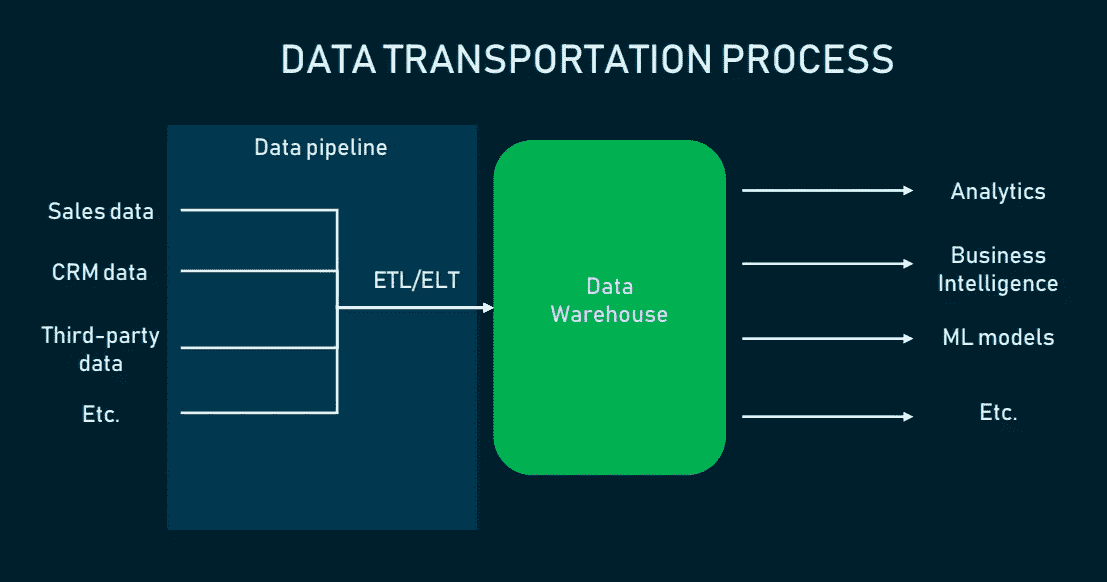 DATA TRANSPORTATION PROCESS
Data pipeline
Sales data
CRM data
Third-party
data
Etc.
ETL/ELT
Data
Warehouse
Analytics
Business
Intelligence
ML models
Etc.